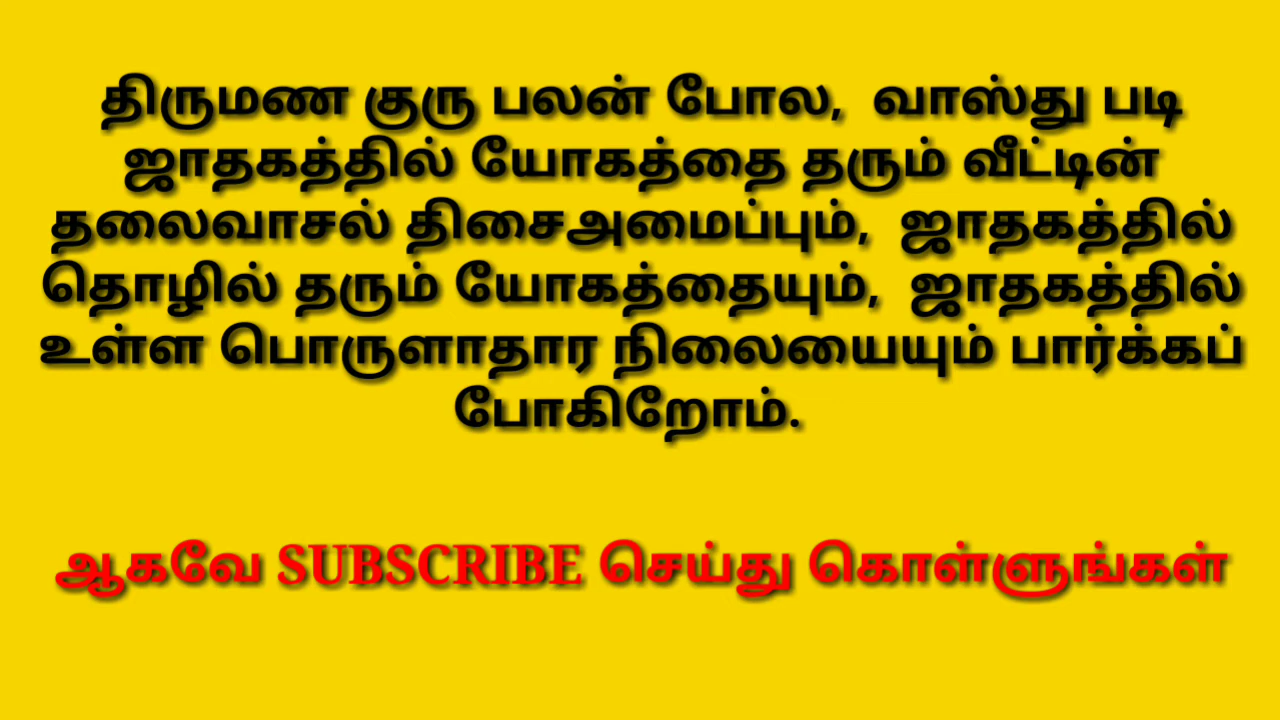 திருமண குரு பலன் போல,  வாஸ்து படி
ஜாதகத்தில் யோகத்தை தரும் வீட்டின்
தலைவாசல் திசைஅமைப்பும்,  ஜாதகத்தில்
தொழில் தரும் யோகத்தையும்,  ஜாதகத்தில்
உள்ள பொருளாதார நிலையையும் பார்க்கப்
போகிறோம்.
ஆகவே SUBSCRIBE செய்து கொள்ளுங்கள்